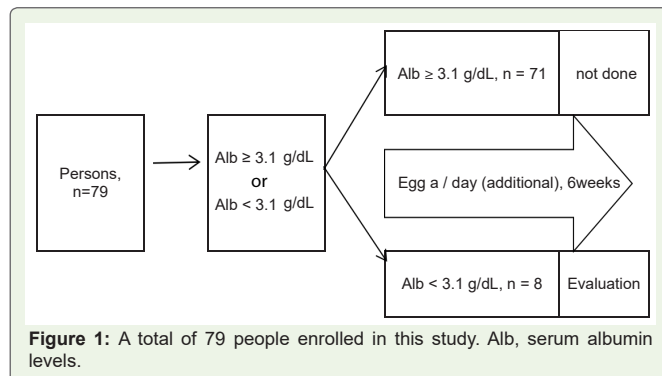 Persons,
n=79
Alb ≥ 3.1 g/dL
or
Alb < 3.1 g/dL
Alb ≥ 3.1 g/dL, n = 71
not done
Egg a / day (additional), 6weeks
Alb < 3.1 g/dL, n = 8
Evaluation
Figure 1: A total of 79 people enrolled in this study. Alb, serum albumin
levels.